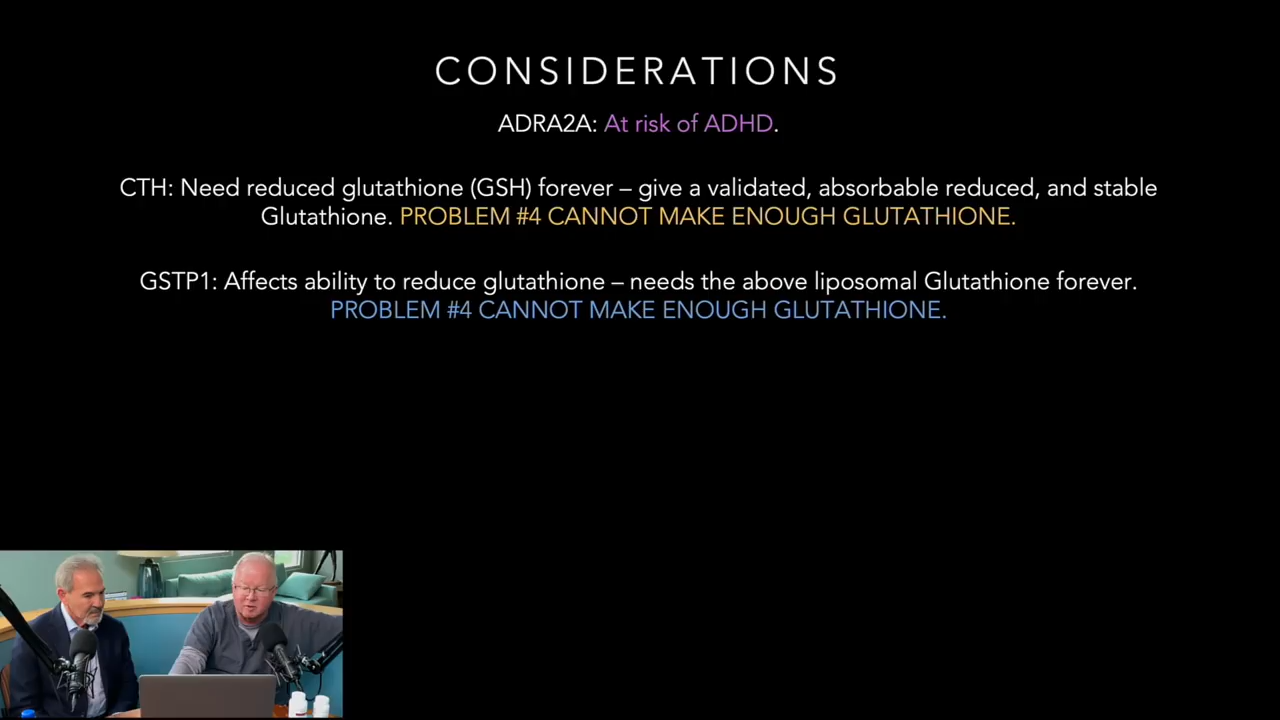 CONSIDERATIONS
ADRA2A: At risk of ADHD.
CTH: Need reduced glutathione (GSH) forever – give a validated, absorbable reduced, and stable
Glutathione. PROBLEM #4 CANNOT MAKE ENOUGH GLUTATHIONE.
GSTP1: Affects ability to reduce glutathione – needs the above liposomal Glutathione forever.
PROBLEM #4 CANNOT MAKE ENOUGH GLUTATHIONE.